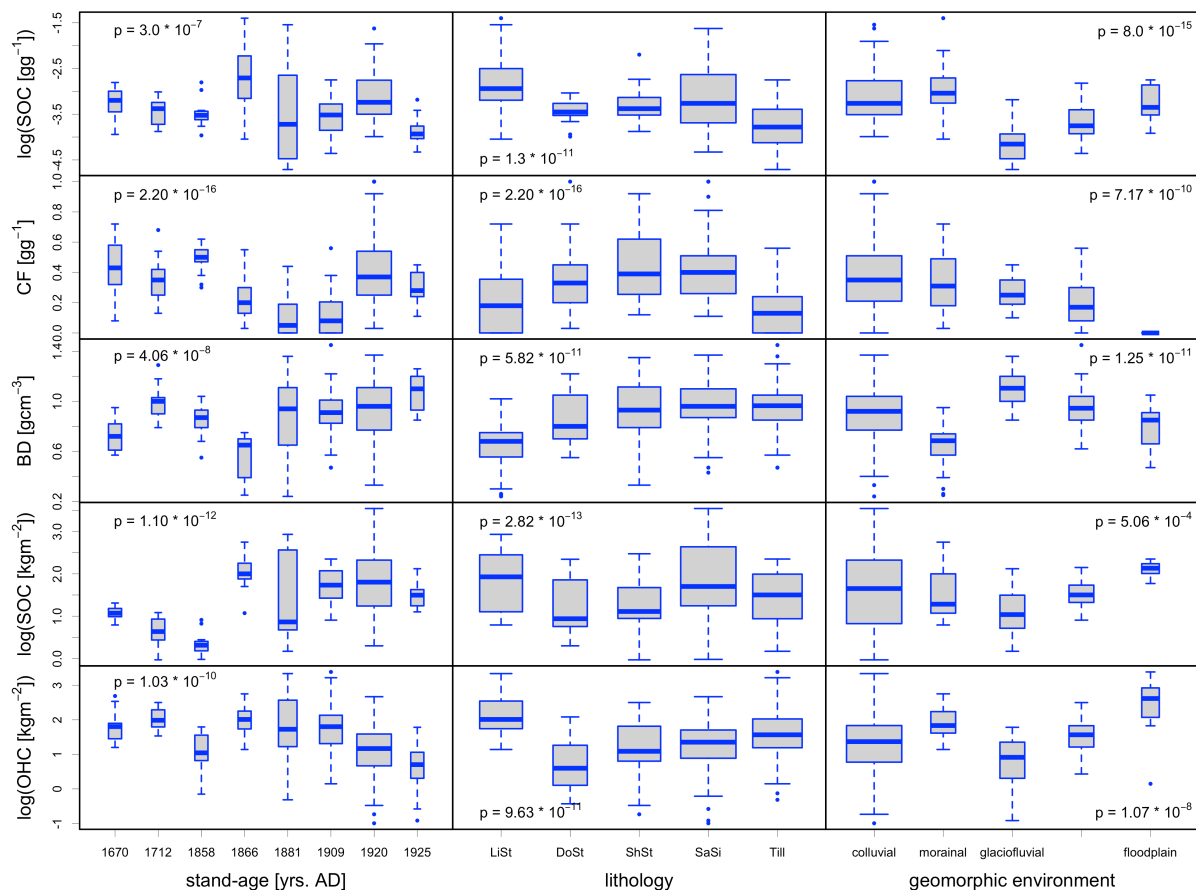 log(SOC [gg⁻¹])
-1.5
-2.5
-3.5
-4.5
p = 3.0 * 10⁻⁷
p = 1.3 * 10⁻¹¹
p = 8.0 * 10⁻¹⁵
CF [gg⁻¹]
1.0
0.8
0.6
0.4
0.2
0.0
p = 2.20 * 10⁻¹⁶
p = 2.20 * 10⁻¹⁶
p = 7.17 * 10⁻¹⁰
BD [gcm⁻³]
1.4
1.0
0.6
0.2
p = 4.06 * 10⁻⁸
p = 5.82 * 10⁻¹¹
p = 1.25 * 10⁻¹¹
log(SOC [kgm⁻²])
3.0
2.0
1.0
0.0
p = 1.10 * 10⁻¹²
p = 2.82 * 10⁻¹³
p = 5.06 * 10⁻⁴
log(OHC [kgm⁻²])
3
2
1
0
-1
p = 1.03 * 10⁻¹⁰
p = 9.63 * 10⁻¹¹
p = 1.07 * 10⁻⁸
1670 1712 1858 1866 1881 1909 1920 1925
LiSt DoSt ShSt SaSi Till
colluvial morainal glaciofluvial floodplain
stand-age [yrs. AD]
lithology
geomorphic environment